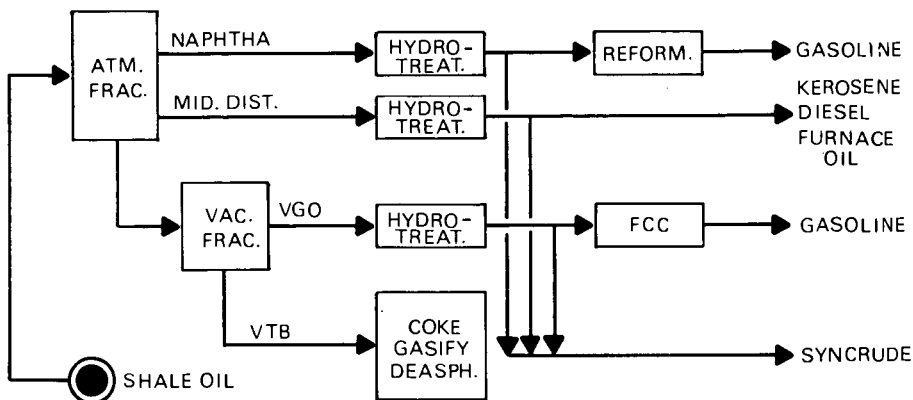 NAPHTHA
HYDRO-
TREAT.
REFORM.
GASOLINE
ATM.
FRAC.
MID. DIST.
HYDRO-
TREAT.
KEROSENE
DIESEL
FURNACE
OIL
VAC.
FRAC.
VGO
HYDRO-
TREAT.
FCC
GASOLINE
VTB
COKE
GASIFY
DEASPH.
SYNCRUDE
SHALE OIL